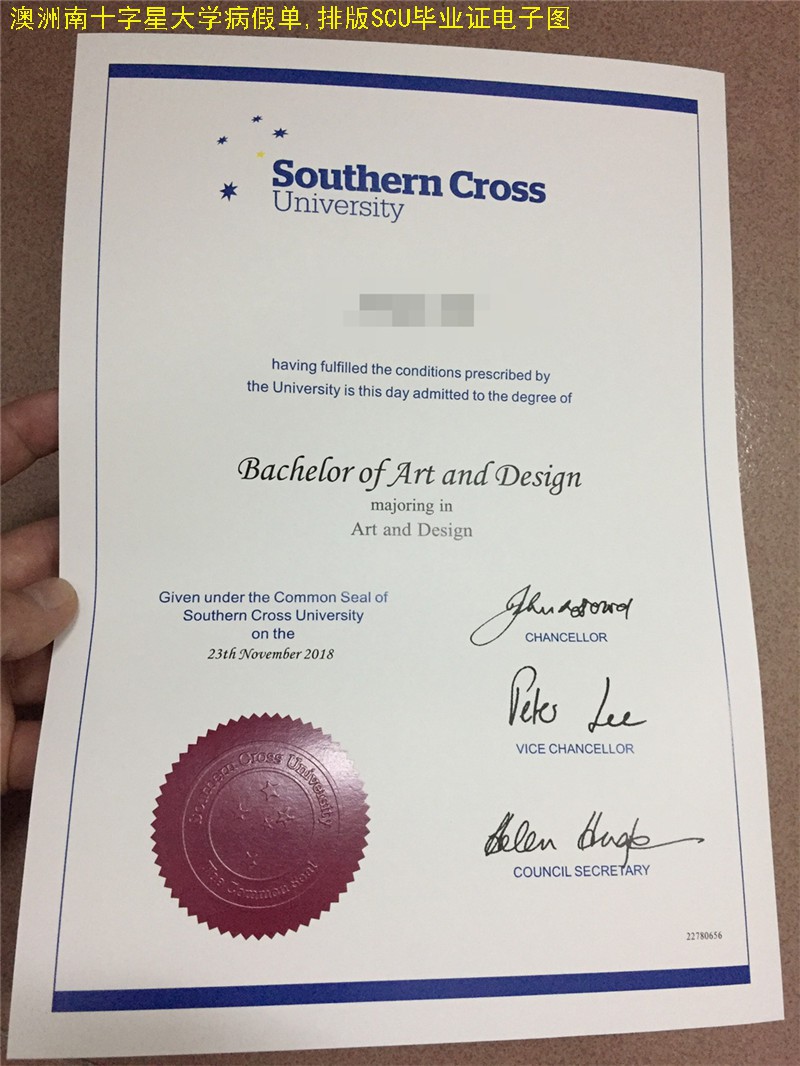 澳洲南十字星大学病假单,排版SCU毕业证电子图
Southern Cross
University
having fulfilled the conditions prescribed by
the University is this day admitted to the degree of
Bachelor of Art and Design
majoring in
Art and Design
Given under the Common Seal of
Southern Cross University
on the
23th November 2018
CHANCELLOR
Peter Lee
VICE CHANCELLOR
Helen Hughes
COUNCIL SECRETARY
Southern Cross University
The Common Seal
22780656